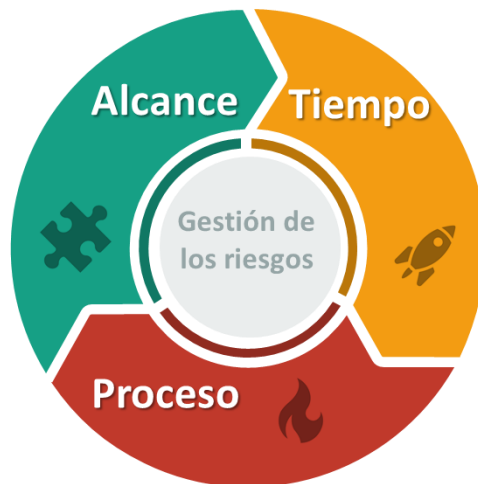 Alcance
Tiempo
Gestión de
los riesgos
Proceso